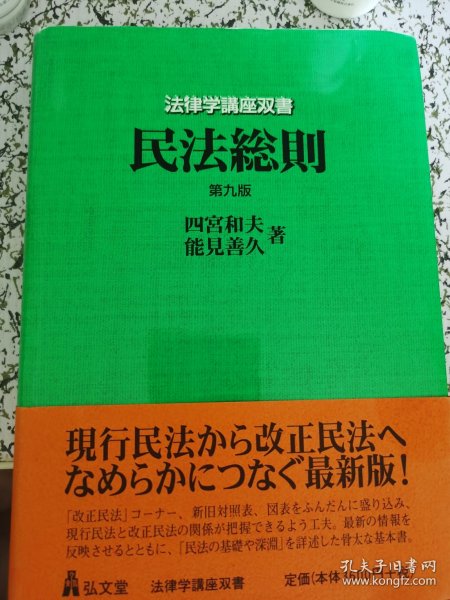 法律学講座双書
民法総則
第九版
四宮和夫
能見善久
著
現行民法から改正民法へ
なめらかにつなぐ最新版!
「改正民法」コーナー、新旧対照表、図表をふんだんに盛り込み、
現行民法と改正民法の関係が把握できるよう工夫。最新の情報を
反映させるとともに、「民法の基礎や深淵」を詳述した骨太な基本書。
弘文堂
法律学講座双書
定価(本体
孔夫子旧书网